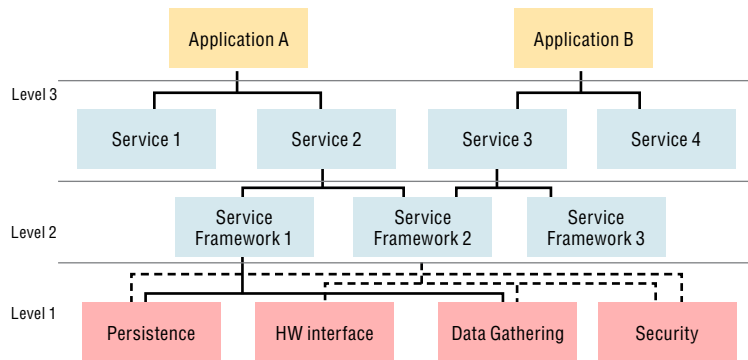 Application A
Application B
Level 3
Service 1
Service 2
Service 3
Service 4
Level 2
Service
Framework 1
Service
Framework 2
Service
Framework 3
Level 1
Persistence
HW interface
Data Gathering
Security